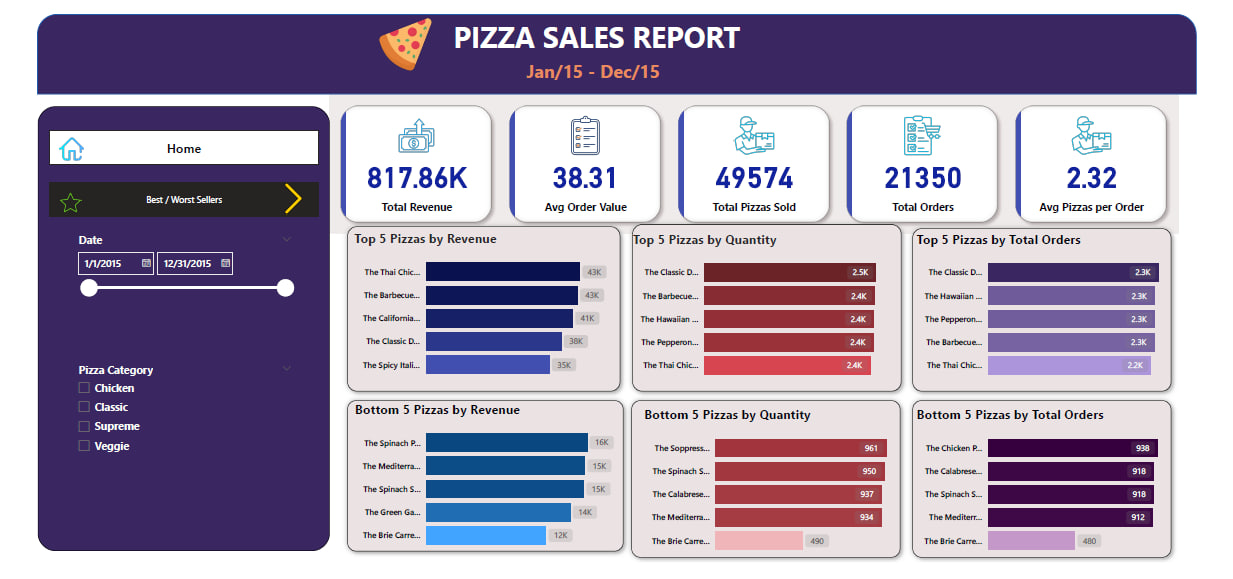 PIZZA SALES REPORT
Jan/15 - Dec/15
Home
Best / Worst Sellers
Date
1/1/2015 12/31/2015
Pizza Category
Chicken
Classic
Supreme
Veggie
817.86K
Total Revenue
38.31
Avg Order Value
49574
Total Pizzas Sold
21350
Total Orders
2.32
Avg Pizzas per Order
Top 5 Pizzas by Revenue
The Thai Chic... 43K
The Barbecue... 43K
The California... 41K
The Classic D... 38K
The Spicy Itali... 35K
Top 5 Pizzas by Quantity
The Classic D... 2.5K
The Barbecue... 2.4K
The Hawaiian ... 2.4K
The Pepperon... 2.4K
The Thai Chic... 2.4K
Top 5 Pizzas by Total Orders
The Classic D... 2.3K
The Hawaiian ... 2.3K
The Pepperon... 2.3K
The Barbecue... 2.3K
The Thai Chic... 2.2K
Bottom 5 Pizzas by Revenue
The Spinach P... 16K
The Mediterra... 15K
The Spinach S... 15K
The Green Ga... 14K
The Brie Carre... 12K
Bottom 5 Pizzas by Quantity
The Soppress... 961
The Spinach S... 950
The Calabrese... 937
The Mediterra... 934
The Brie Carre... 490
Bottom 5 Pizzas by Total Orders
The Chicken P... 938
The Calabrese... 918
The Spinach S... 918
The Mediterr... 912
The Brie Carre... 480